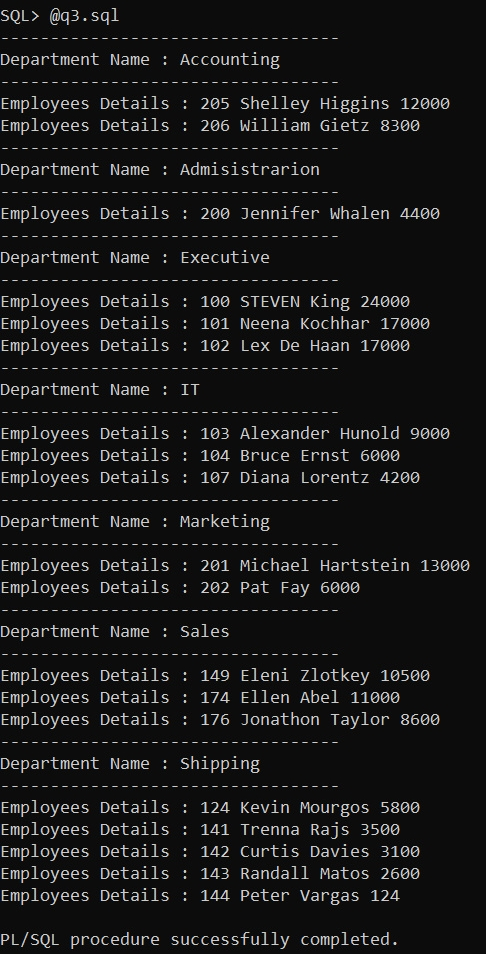 SQL> @q3.sql
----------------------------------
Department Name : Accounting
----------------------------------
Employees Details : 205 Shelley Higgins 12000
Employees Details : 206 William Gietz 8300
----------------------------------
Department Name : Admisistrarion
----------------------------------
Employees Details : 200 Jennifer Whalen 4400
----------------------------------
Department Name : Executive
----------------------------------
Employees Details : 100 STEVEN King 24000
Employees Details : 101 Neena Kochhar 17000
Employees Details : 102 Lex De Haan 17000
----------------------------------
Department Name : IT
----------------------------------
Employees Details : 103 Alexander Hunold 9000
Employees Details : 104 Bruce Ernst 6000
Employees Details : 107 Diana Lorentz 4200
----------------------------------
Department Name : Marketing
----------------------------------
Employees Details : 201 Michael Hartstein 13000
Employees Details : 202 Pat Fay 6000
----------------------------------
Department Name : Sales
----------------------------------
Employees Details : 149 Eleni Zlotkey 10500
Employees Details : 174 Ellen Abel 11000
Employees Details : 176 Jonathon Taylor 8600
----------------------------------
Department Name : Shipping
----------------------------------
Employees Details : 124 Kevin Mourgos 5800
Employees Details : 141 Trenna Rajs 3500
Employees Details : 142 Curtis Davies 3100
Employees Details : 143 Randall Matos 2600
Employees Details : 144 Peter Vargas 124

PL/SQL procedure successfully completed.